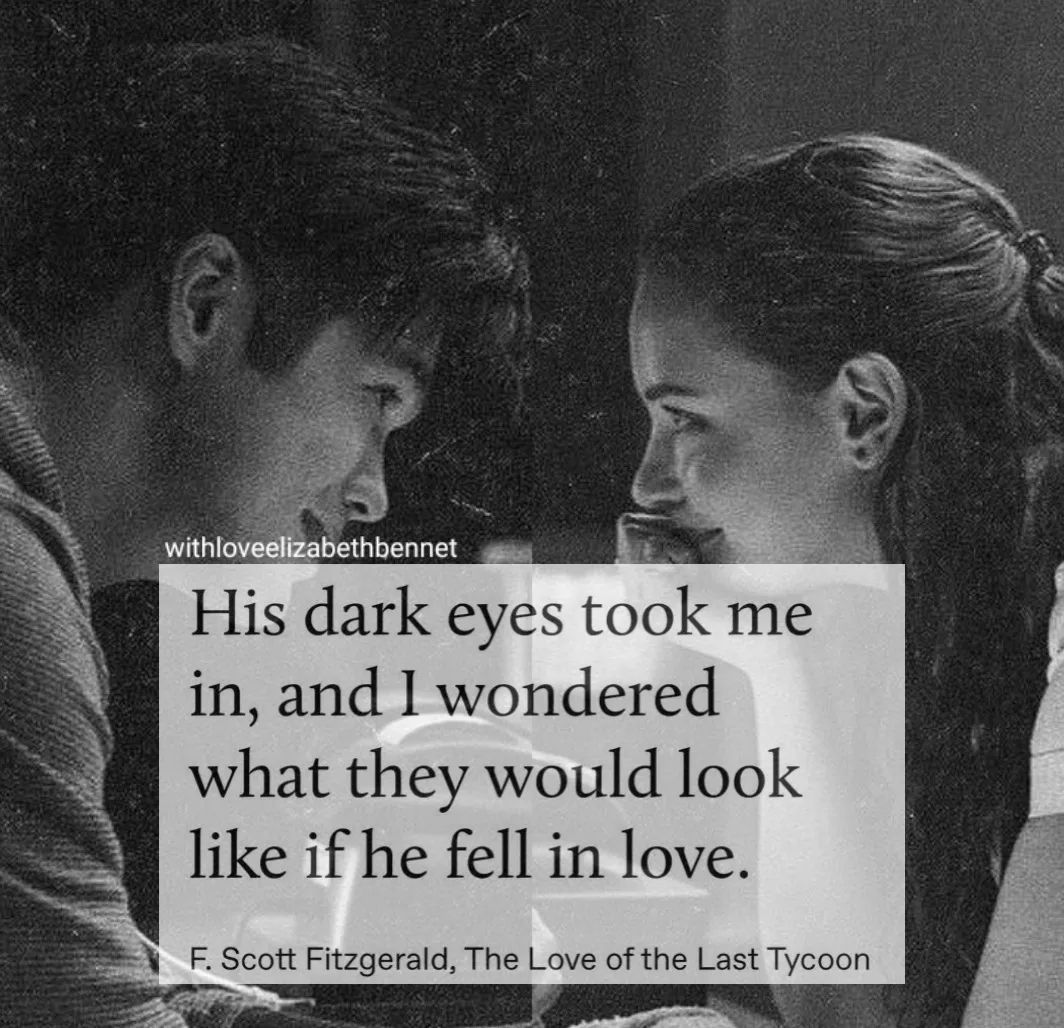 withloveelizabethbennet
His dark eyes took me
in, and I wondered
what they would look
like if he fell in love.
F. Scott Fitzgerald, The Love of the Last Tycoon